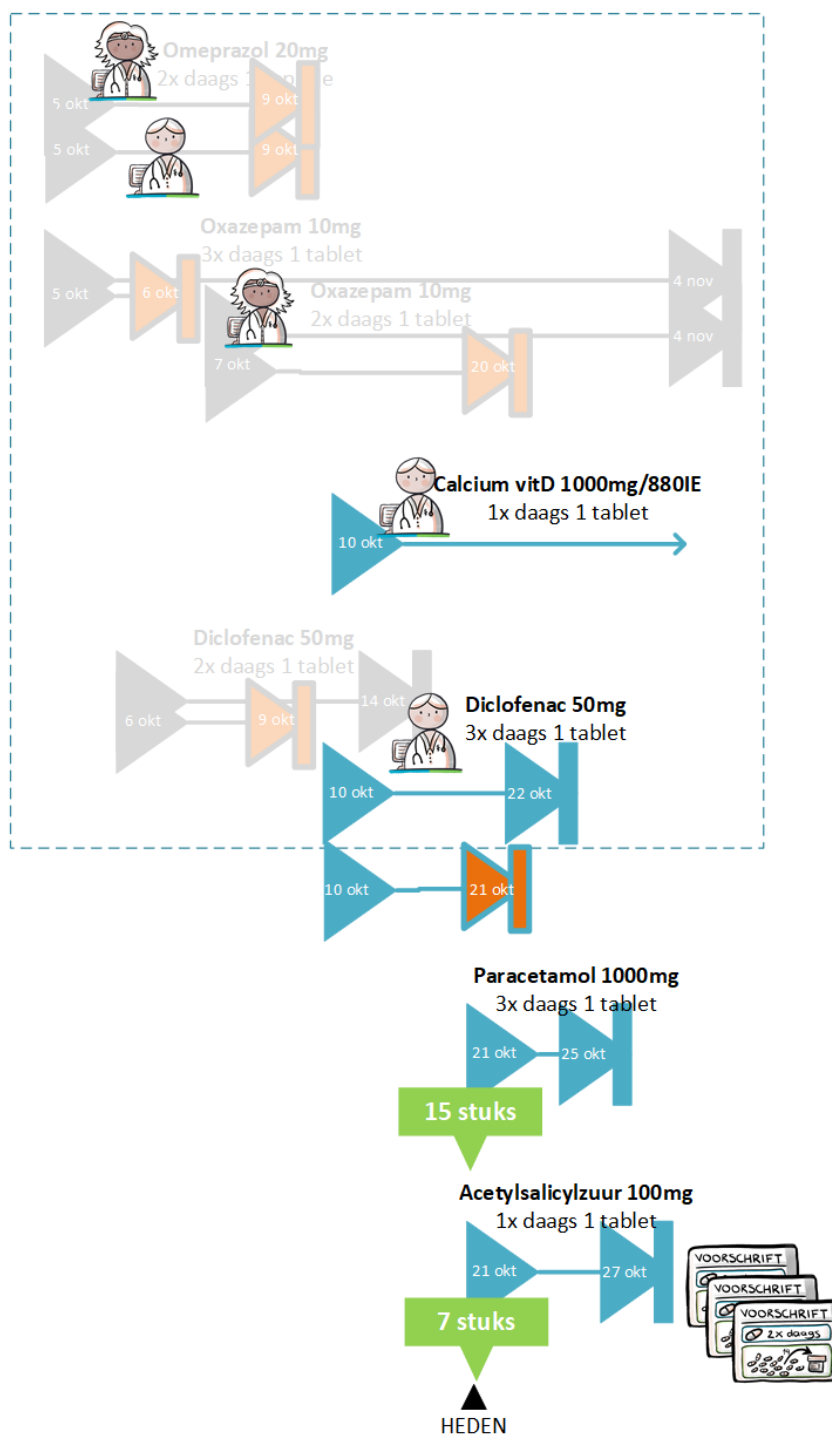 Omeprazol 20mg
2x daags 1
5 okt
9 okt
5 okt
9 okt
Oxazepam 10mg
3x daags 1 tablet
5 okt
6 okt
4 nov
Oxazepam 10mg
2x daags 1 tablet
7 okt
20 okt
4 nov
Calcium vitD 1000mg/880IE
1x daags 1 tablet
10 okt
Diclofenac 50mg
2x daags 1 tablet
6 okt
9 okt
14 okt
Diclofenac 50mg
3x daags 1 tablet
10 okt
22 okt
10 okt
21 okt
Paracetamol 1000mg
3x daags 1 tablet
21 okt
25 okt
15 stuks
Acetylsalicylzuur 100mg
1x daags 1 tablet
21 okt
27 okt
7 stuks
VOORSCHRIFT
VOORSCHRIFT
VOORSCHRIFT
2x daags
HEDEN